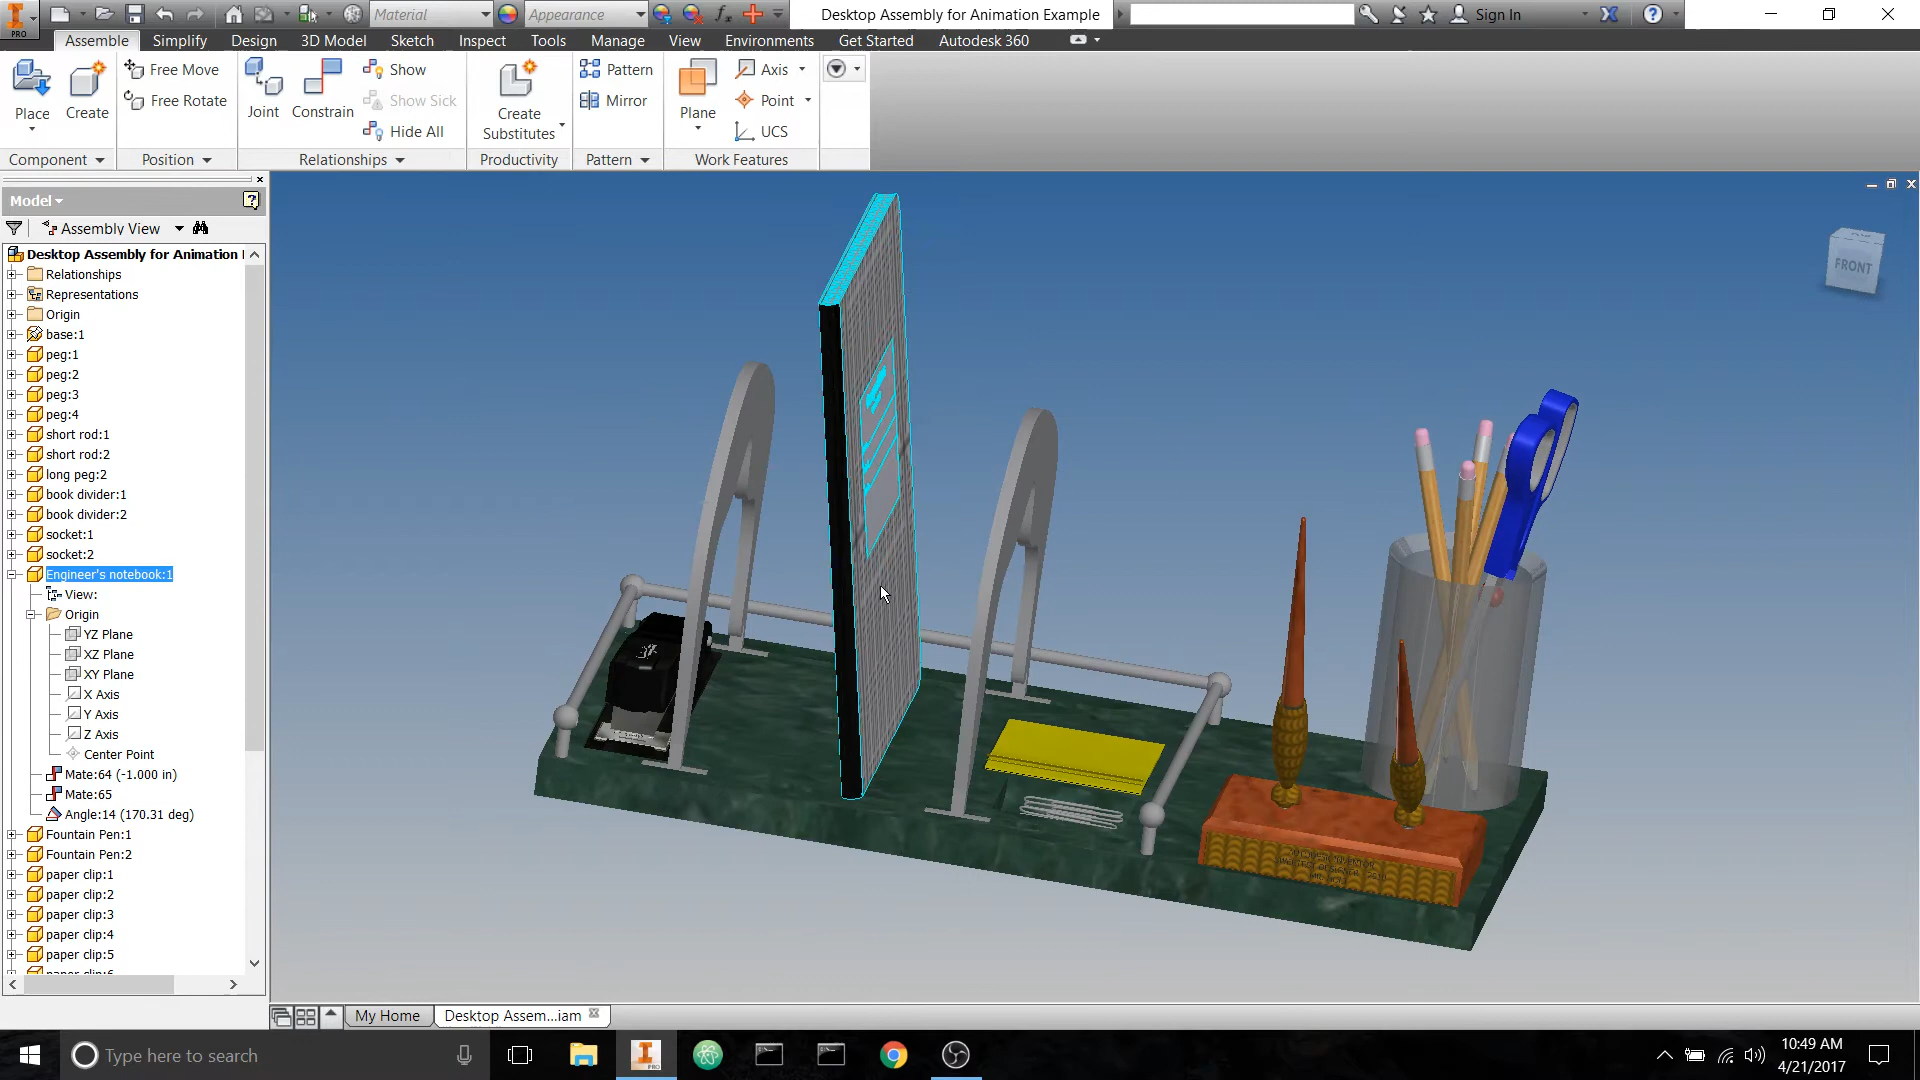 PRO
Material
Appearance
Desktop Assembly for Animation Example
Sign In
Assemble
Simplify
Design
3D Model
Sketch
Inspect
Tools
Manage
View
Environments
Get Started
Autodesk 360
Place
Create
Free Move
Free Rotate
Joint
Constrain
Show
Show Sick
Hide All
Create
Substitutes
Pattern
Mirror
Plane
Axis
Point
UCS
Component
Position
Relationships
Productivity
Pattern
Work Features
Model
Assembly View
Desktop Assembly for Animation
Relationships
Representations
Origin
base:1
peg:1
peg:2
peg:3
peg:4
short rod:1
short rod:2
long peg:2
book divider:1
book divider:2
socket:1
socket:2
Engineer's notebook:1
View:
Origin
YZ Plane
XZ Plane
XY Plane
X Axis
Y Axis
Z Axis
Center Point
Mate:64 (-1.000 in)
Mate:65
Angle:14 (170.31 deg)
Fountain Pen:1
Fountain Pen:2
paper clip:1
paper clip:2
paper clip:3
paper clip:4
paper clip:5
paper clip:6
FRONT
My Home
Desktop Assem...iam
Type here to search
PRO
10:49 AM
4/21/2017